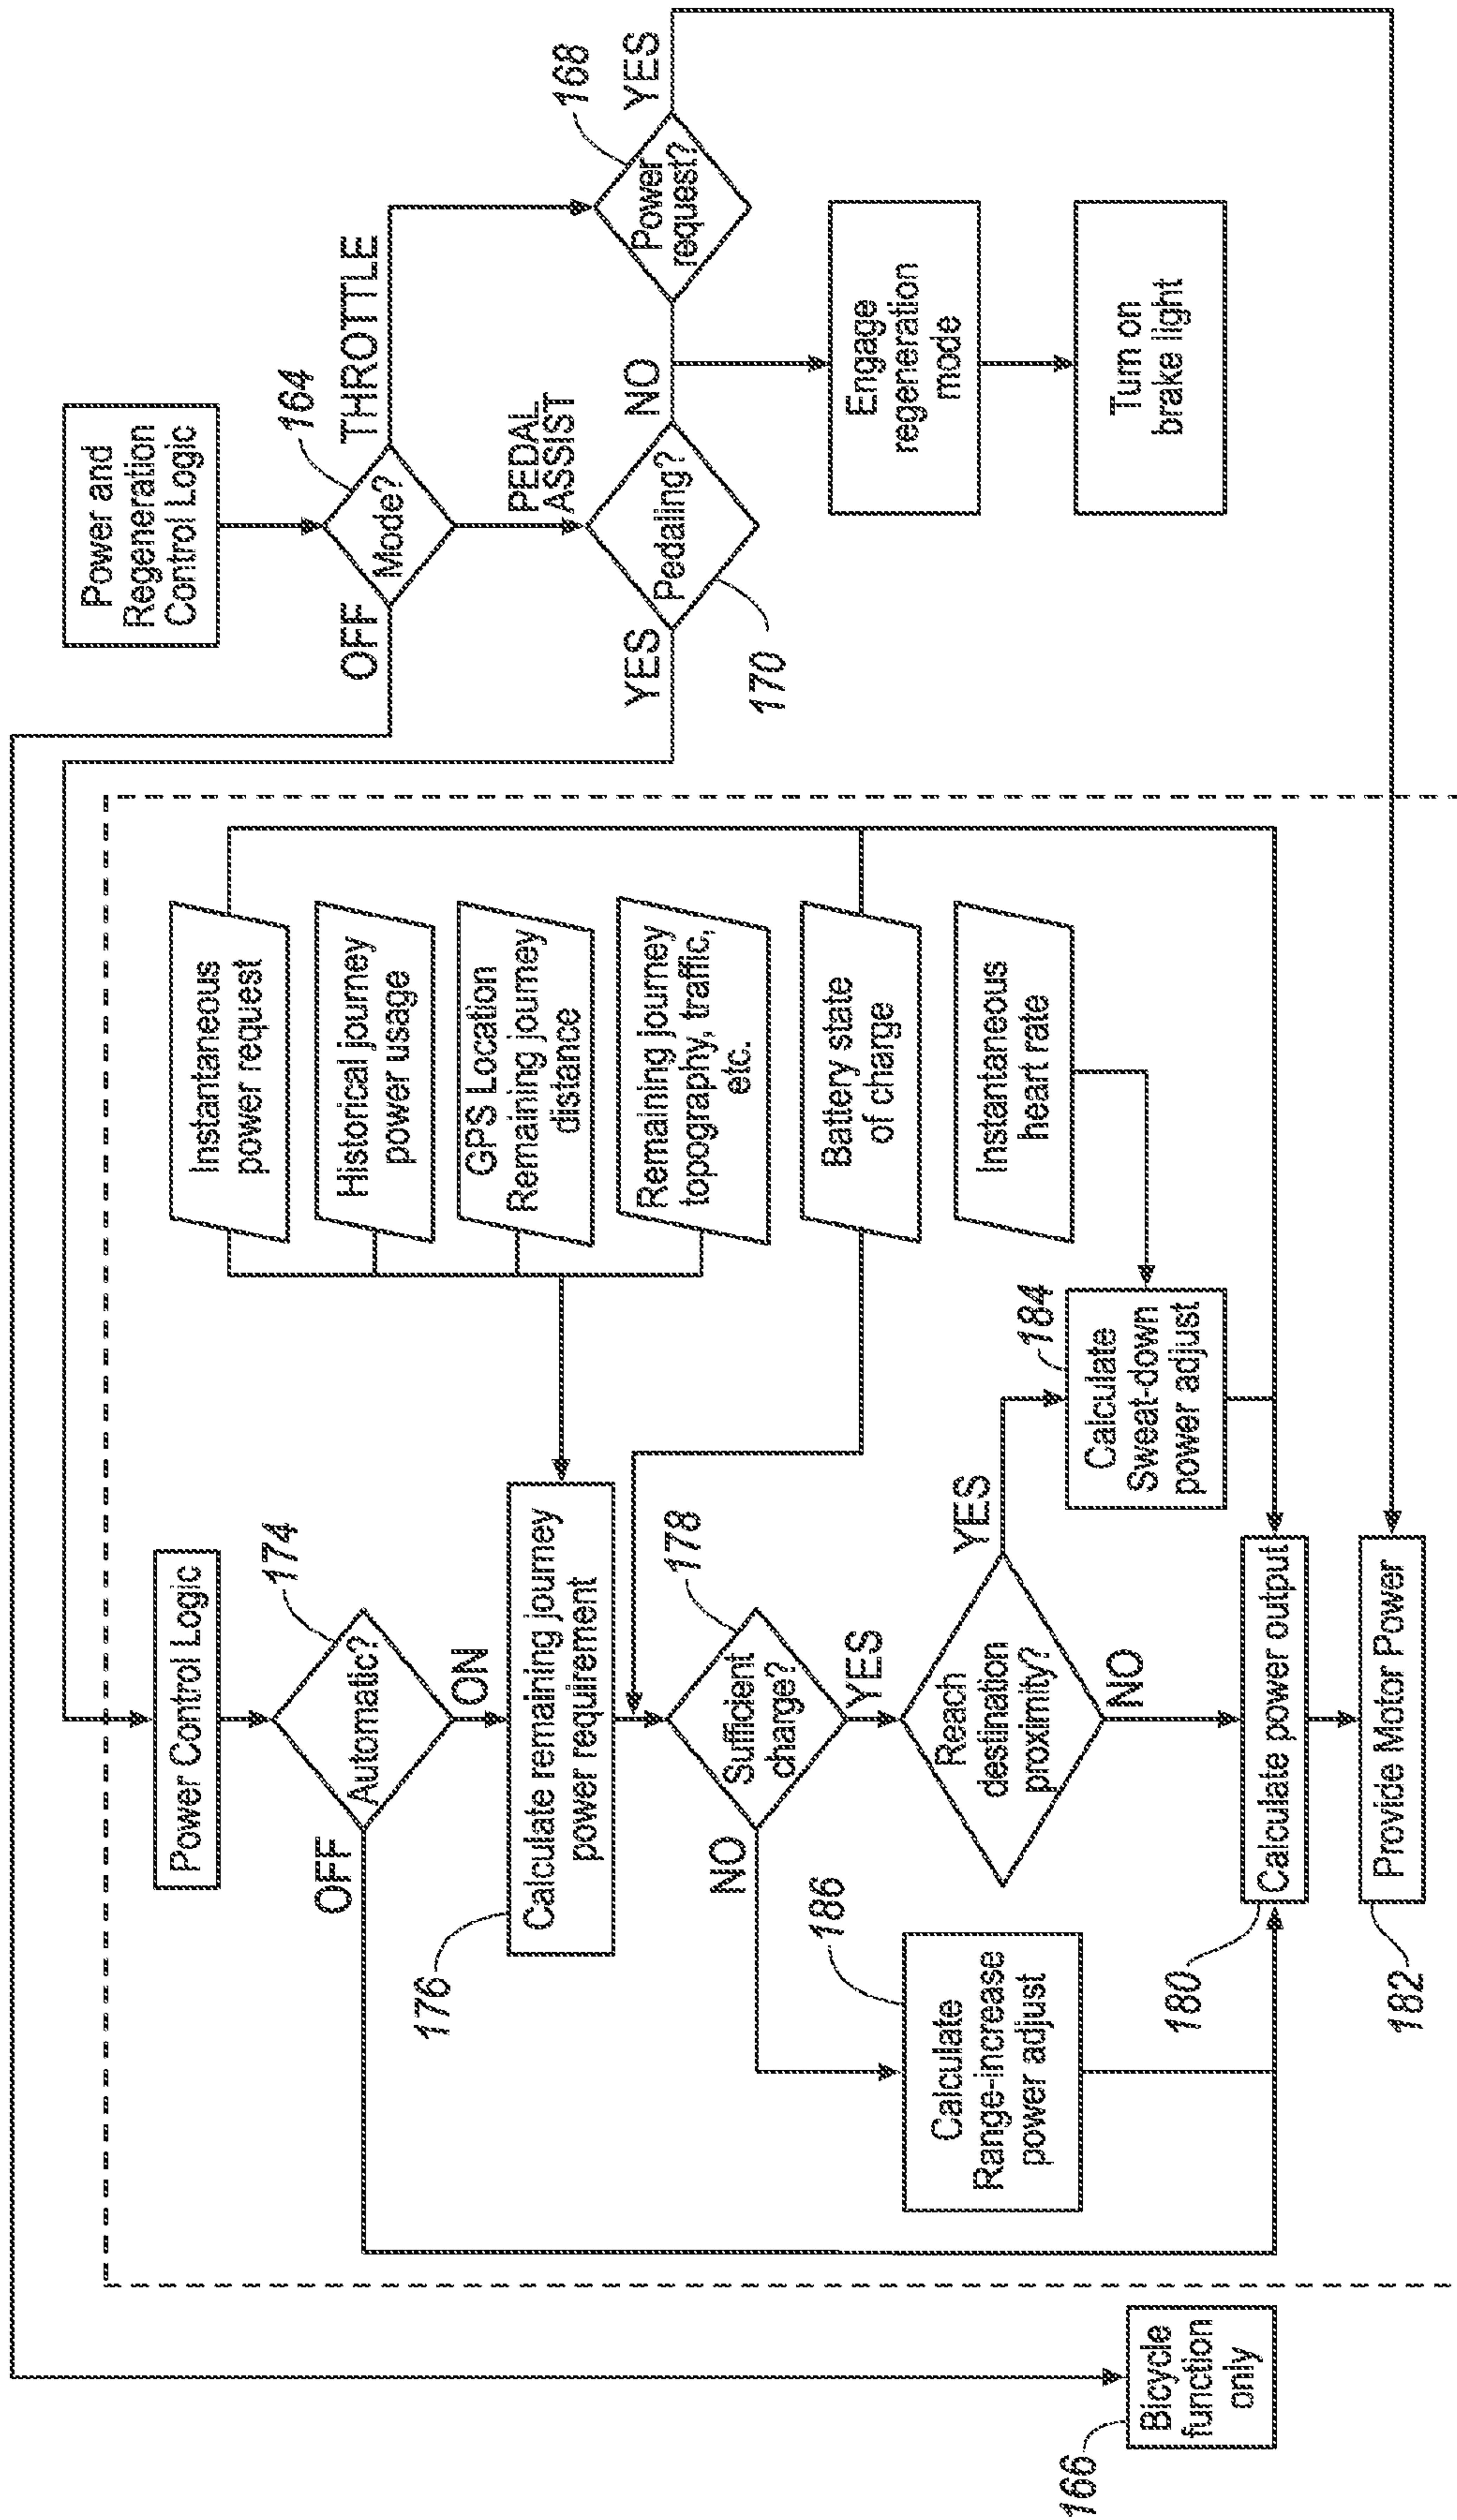 Power and
Regeneration
Control Logic
164
Mode?
OFF
THROTTLE
PEDAL
ASSIST
168
Power
request?
YES
NO
Pedaling?
YES
170
Engage
regeneration
mode
Turn on
brake light
Power Control Logic
174
Automatic?
OFF
ON
Instantaneous
power request
Historical journey
power usage
GPS Location
Remaining journey
distance
Remaining journey
topography, traffic,
etc.
Battery state
of charge
Instantaneous
heart rate
176
Calculate remaining journey
power requirement
178
Sufficient
charge?
NO
YES
Reach
destination
proximity?
YES
NO
184
Calculate
Sweat-down
power adjust
186
Calculate
Range-increase
power adjust
180
Calculate power output
182
Provide Motor Power
166
Bicycle
function
only